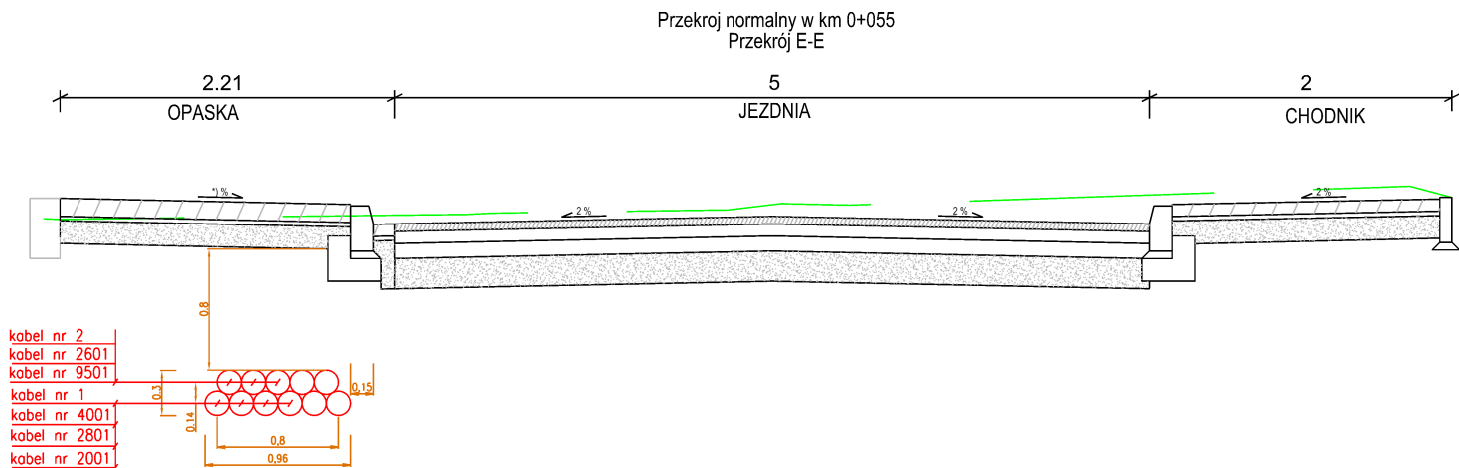 Przekroj normalny w km 0+055
Przekrój E-E
2.21
5
2
OPASKA
JEZDNIA
CHODNIK
*) %
2 %
2 %
2 %
0,8
kabel nr 2
kabel nr 2601
kabel nr 9501
kabel nr 1
kabel nr 4001
kabel nr 2801
kabel nr 2001
0,3
0,14
0,15
0,8
0,96